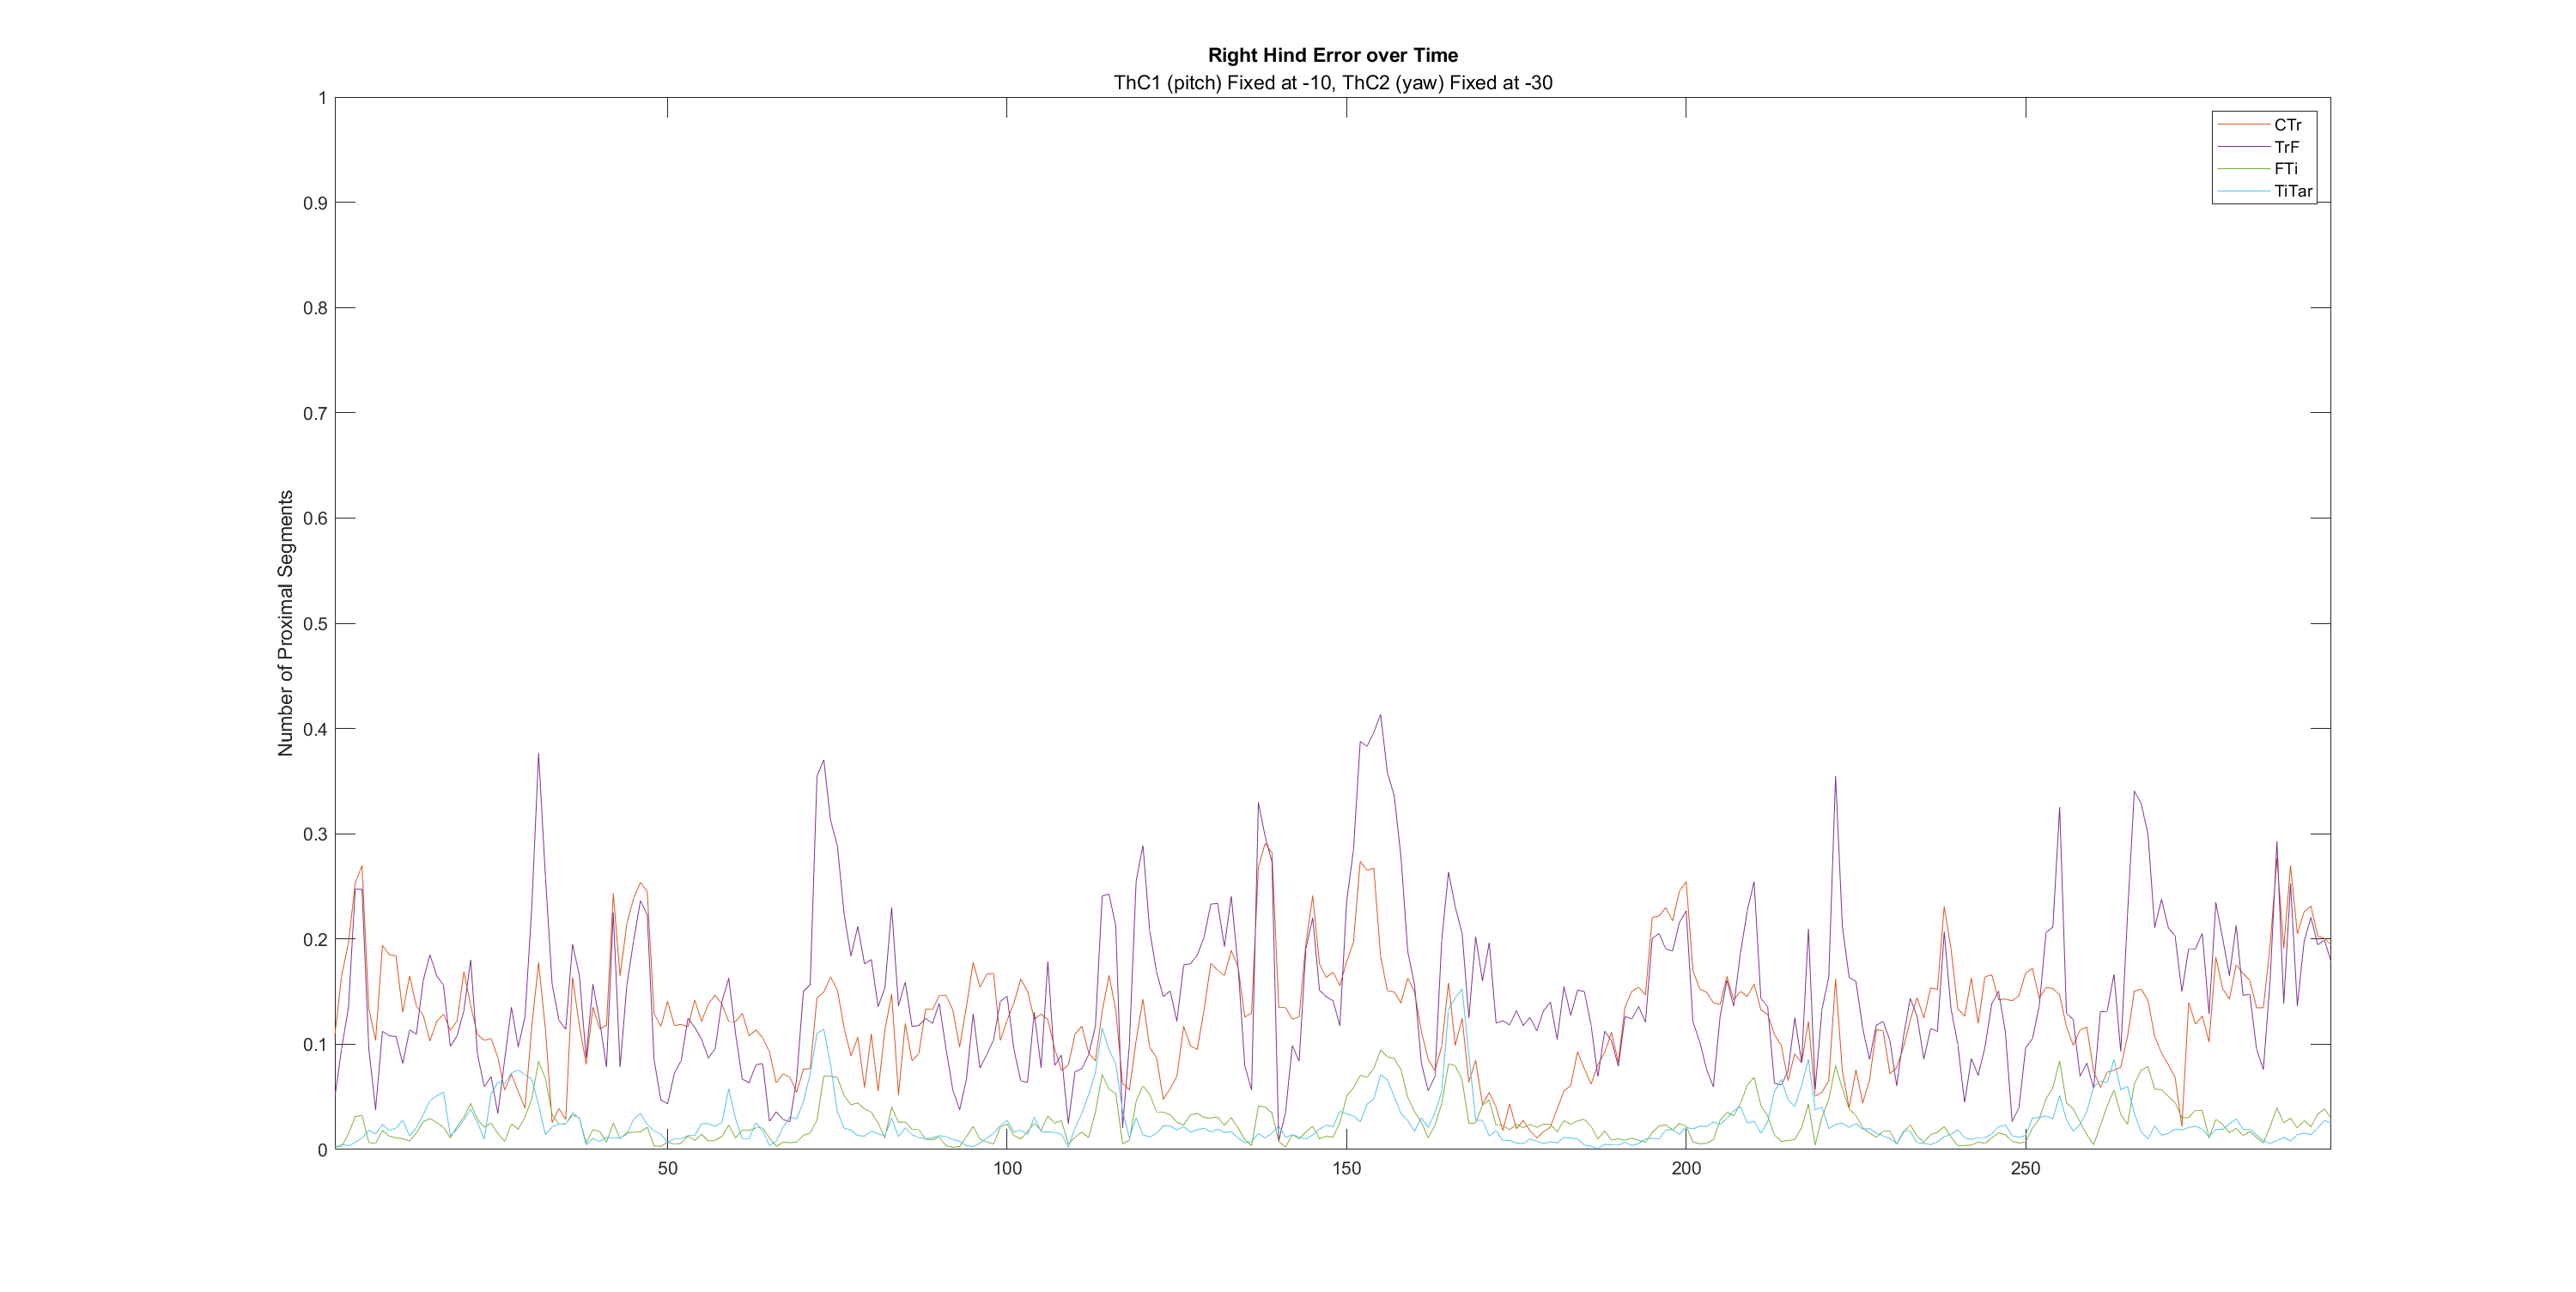 Right Hind Error over Time
ThC1 (pitch) Fixed at -10, ThC2 (yaw) Fixed at -30
1
0.9
0.8
0.7
0.6
0.5
0.4
0.3
0.2
0.1
0
Number of Proximal Segments
50 100 150 200 250
CTr
TrF
FTi
TiTar